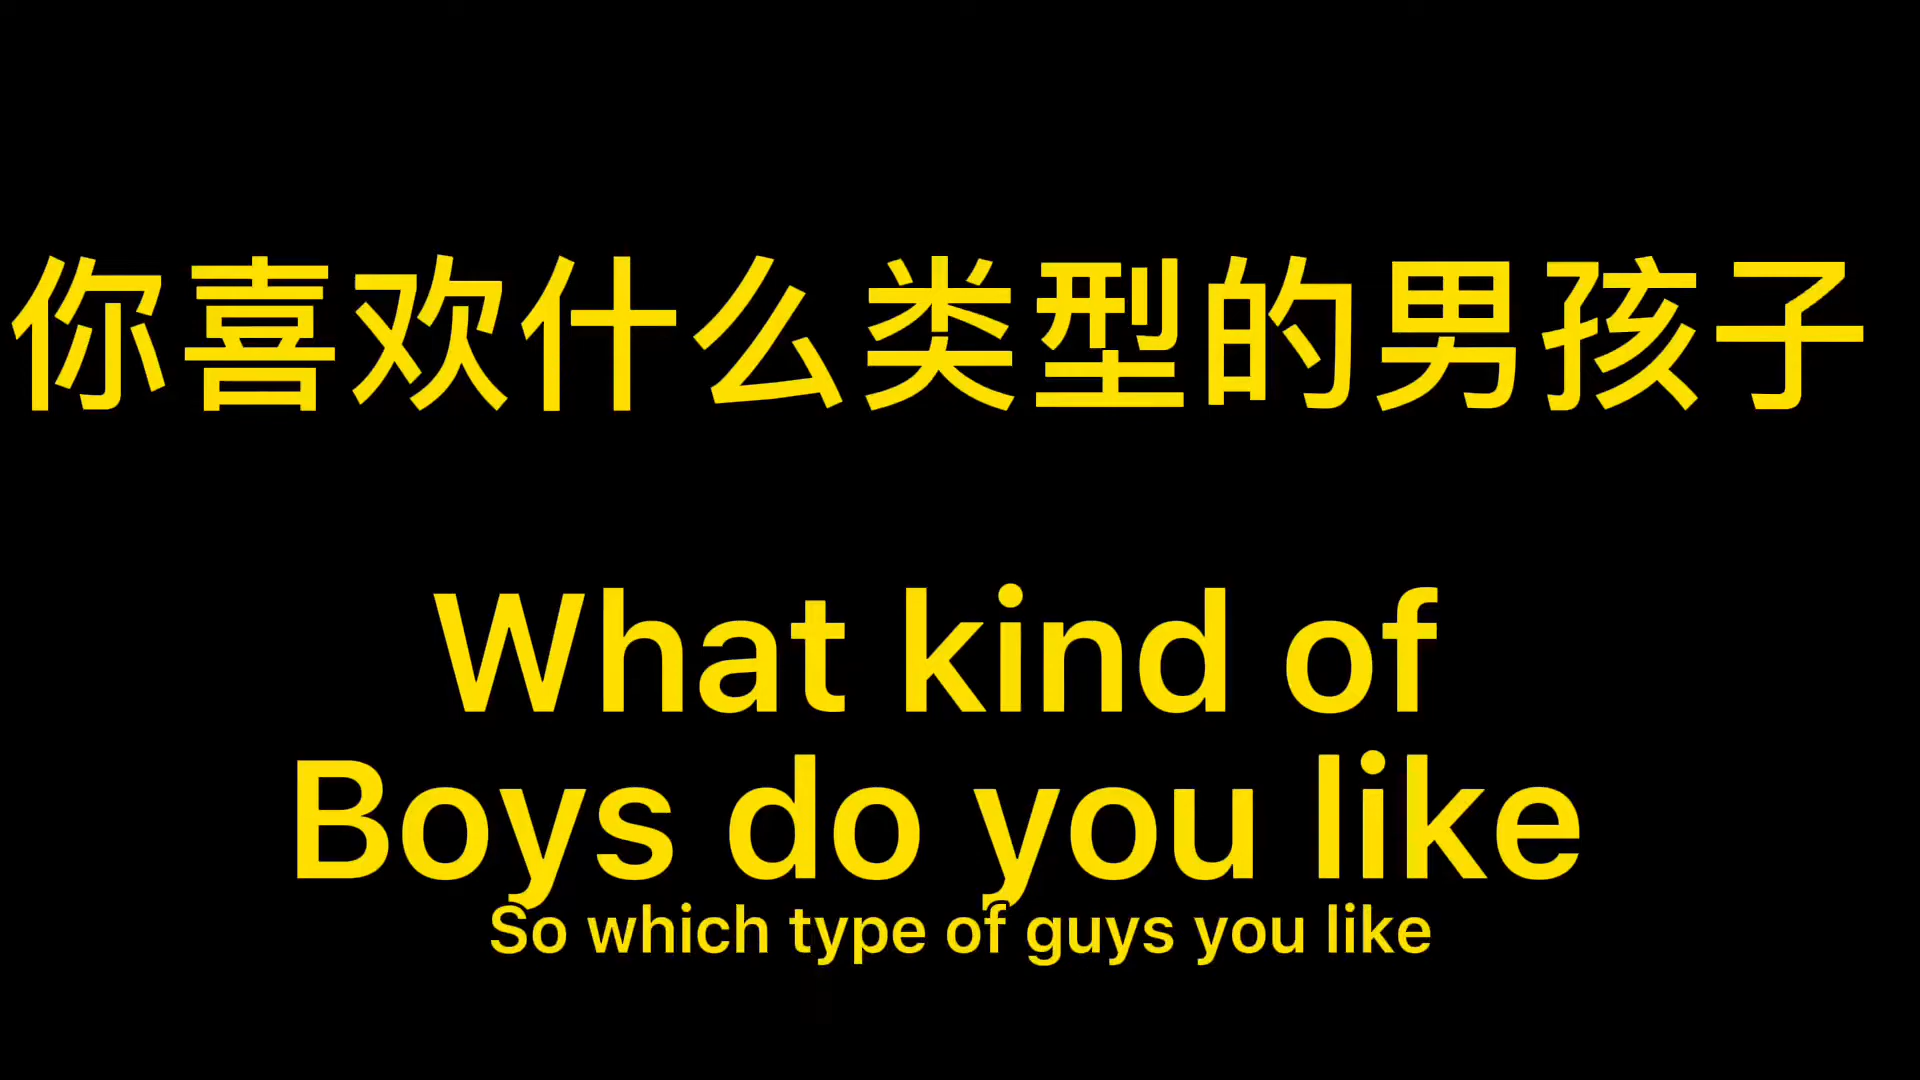 你喜欢什么类型的男孩子
What kind of
Boys do you like
So which type of guys you like